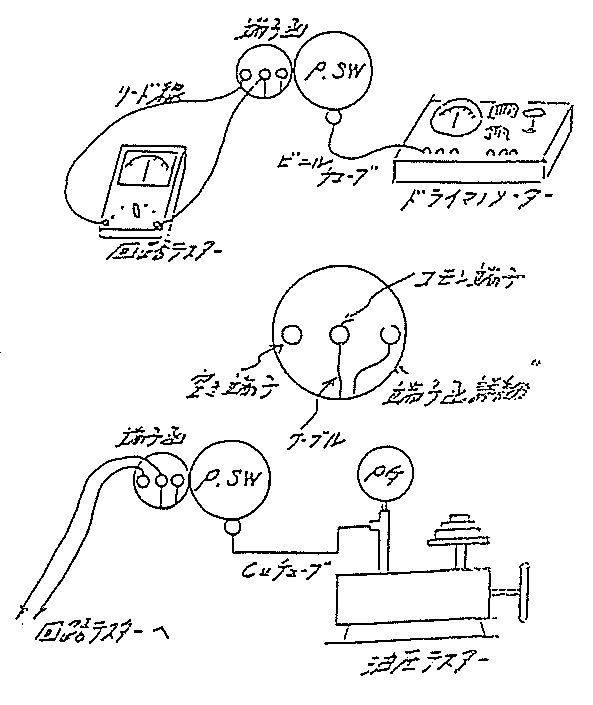 端子函
P.SW
リード線
ビニル
チューブ
ドライマノメーター
回路テスター
コモン端子
空き端子
端子函詳細
ケーブル
端子函
P.SW
PG
Cuチューブ
回路テスターへ
油圧テスター